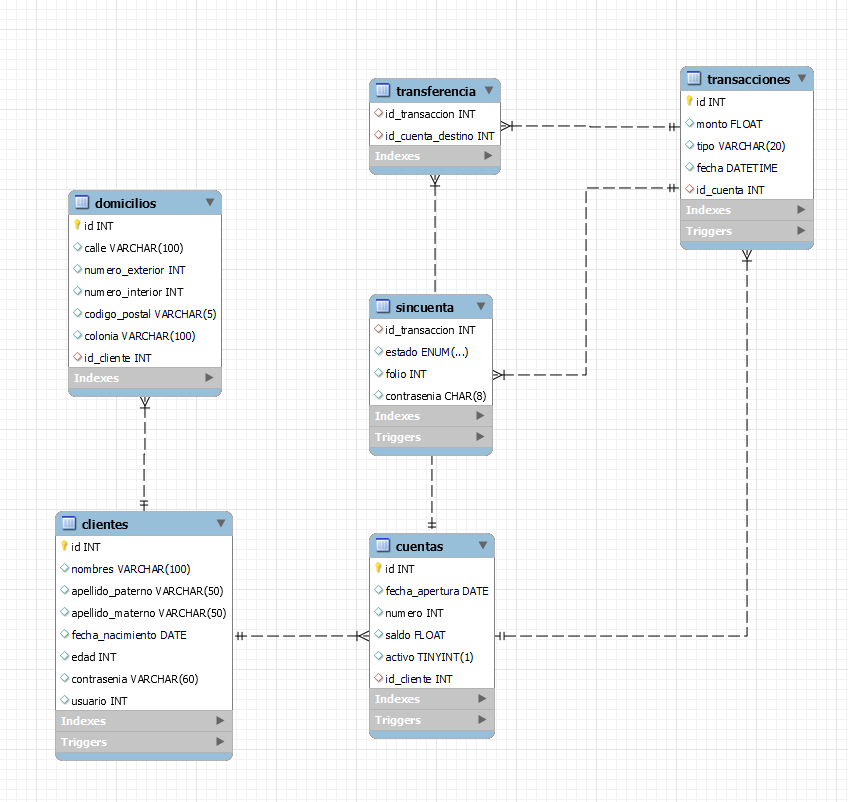 transferencia
id_transaccion INT
id_cuenta_destino INT
Indexes
transacciones
id INT
monto FLOAT
tipo VARCHAR(20)
fecha DATETIME
id_cuenta INT
Indexes
Triggers
domicilios
id INT
calle VARCHAR(100)
numero_exterior INT
numero_interior INT
codigo_postal VARCHAR(5)
colonia VARCHAR(100)
id_cliente INT
Indexes
sincuenta
id_transaccion INT
estado ENUM(...)
folio INT
contrasenia CHAR(8)
Indexes
Triggers
clientes
id INT
nombres VARCHAR(100)
apellido_paterno VARCHAR(50)
apellido_materno VARCHAR(50)
fecha_nacimiento DATE
edad INT
contrasenia VARCHAR(60)
usuario INT
Indexes
Triggers
cuentas
id INT
fecha_apertura DATE
numero INT
saldo FLOAT
activo TINYINT(1)
id_cliente INT
Indexes
Triggers